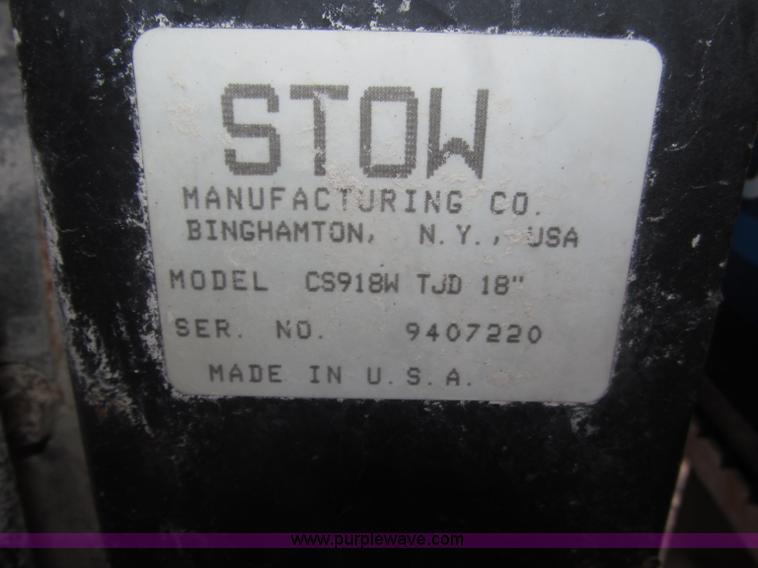 STOW
MANUFACTURING CO.
BINGHAMTON, N.Y., USA
MODEL CS918W TJD 18"
SER. NO. 9407220
MADE IN U.S.A.
www.purplewave.com